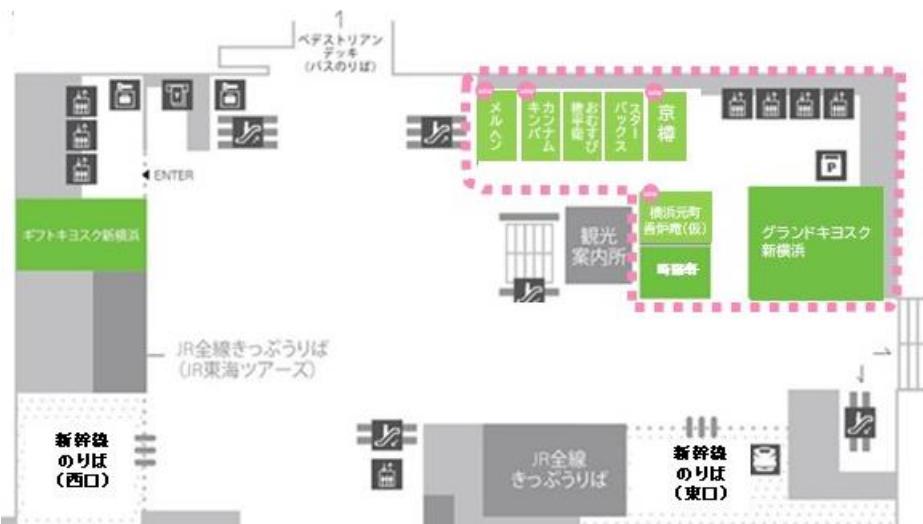 ペデストリアン
デッキ
(バスのりば)
ENTER
メルヘン
カンナム
キンパ
おむすび
スター
バックス
京樽
P
ギフトキヨスク新横浜
観光
案内所
横浜元町
香炉庵(仮)
グランドキヨスク
新横浜
JR全線きっぷうりば
(JR東海ツアーズ)
新幹線
のりば
(西口)
JR全線
きっぷうりば
新幹線
のりば
(東口)